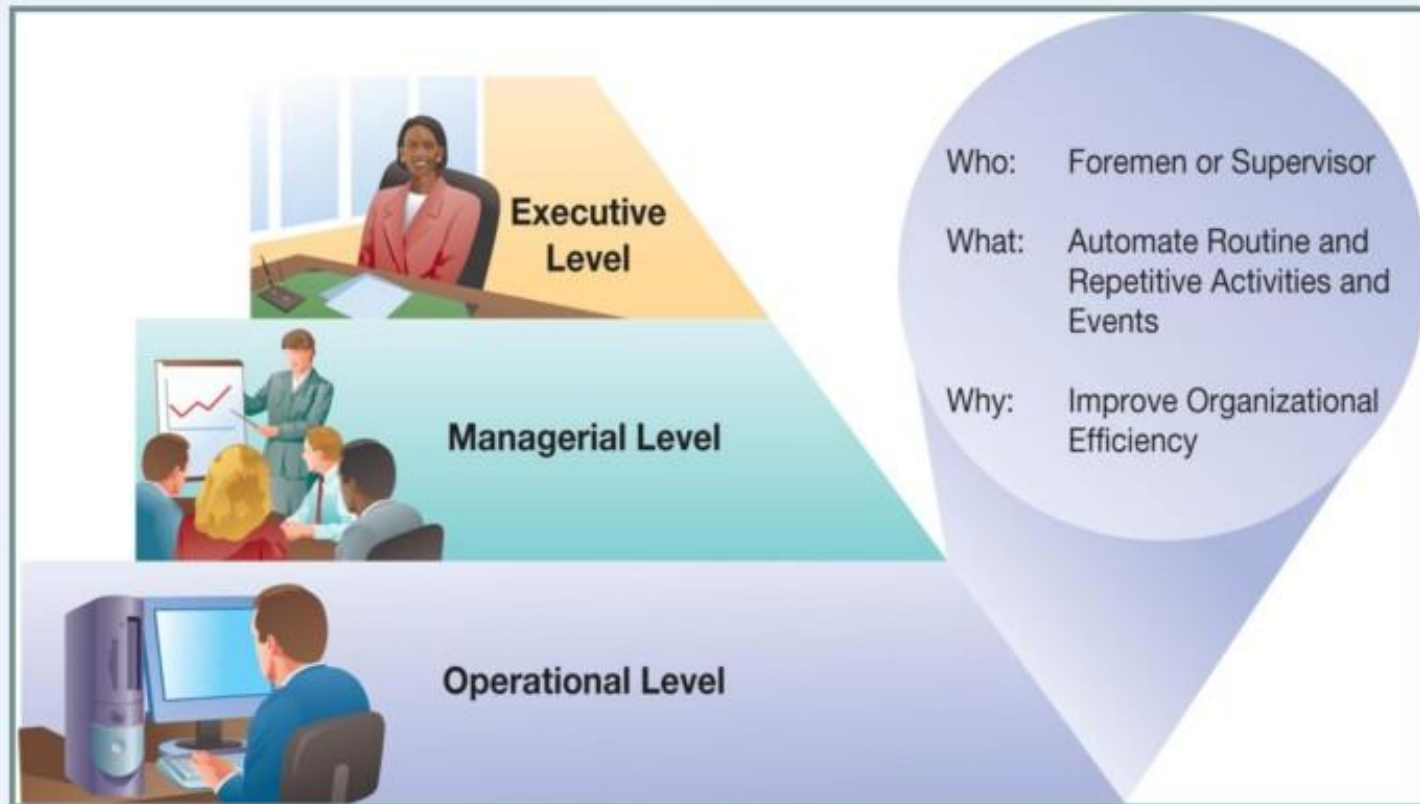 Executive
Level
Managerial Level
Operational Level
Who: Foremen or Supervisor
What: Automate Routine and
Repetitive Activities and
Events
Why: Improve Organizational
Efficiency